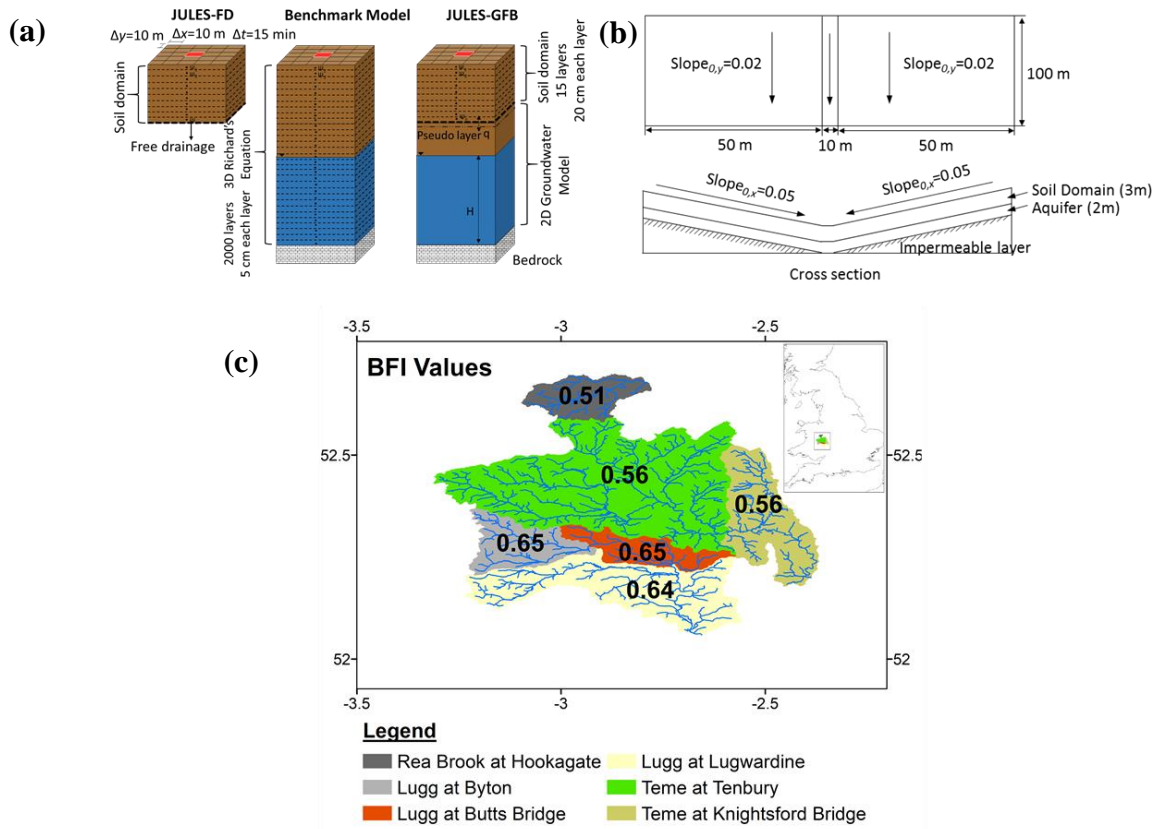 (a)
JULES-FD
Benchmark Model
JULES-GFB
Δy=10 m
Δx=10 m
Δt=15 min
Soil domain
Free drainage
2000 layers 3D Richard's
5 cm each layer Equation
Pseudo layer
q
H
Soil domain
15 layers
20 cm each layer
2D Groundwater
Model
Bedrock
(b)
Slope0,y=0.02
Slope0,y=0.02
100 m
50 m
10 m
50 m
Slope0,x=0.05
Slope0,x=0.05
Soil Domain (3m)
Aquifer (2m)
Impermeable layer
Cross section
(c)
-3.5
-3
-2.5
BFI Values
0.51
52.5
52.5
0.56
0.56
0.65
0.65
0.64
52
52
-3.5
-3
-2.5
Legend
Rea Brook at Hookagate
Lugg at Lugwardine
Lugg at Byton
Teme at Tenbury
Lugg at Butts Bridge
Teme at Knightsford Bridge